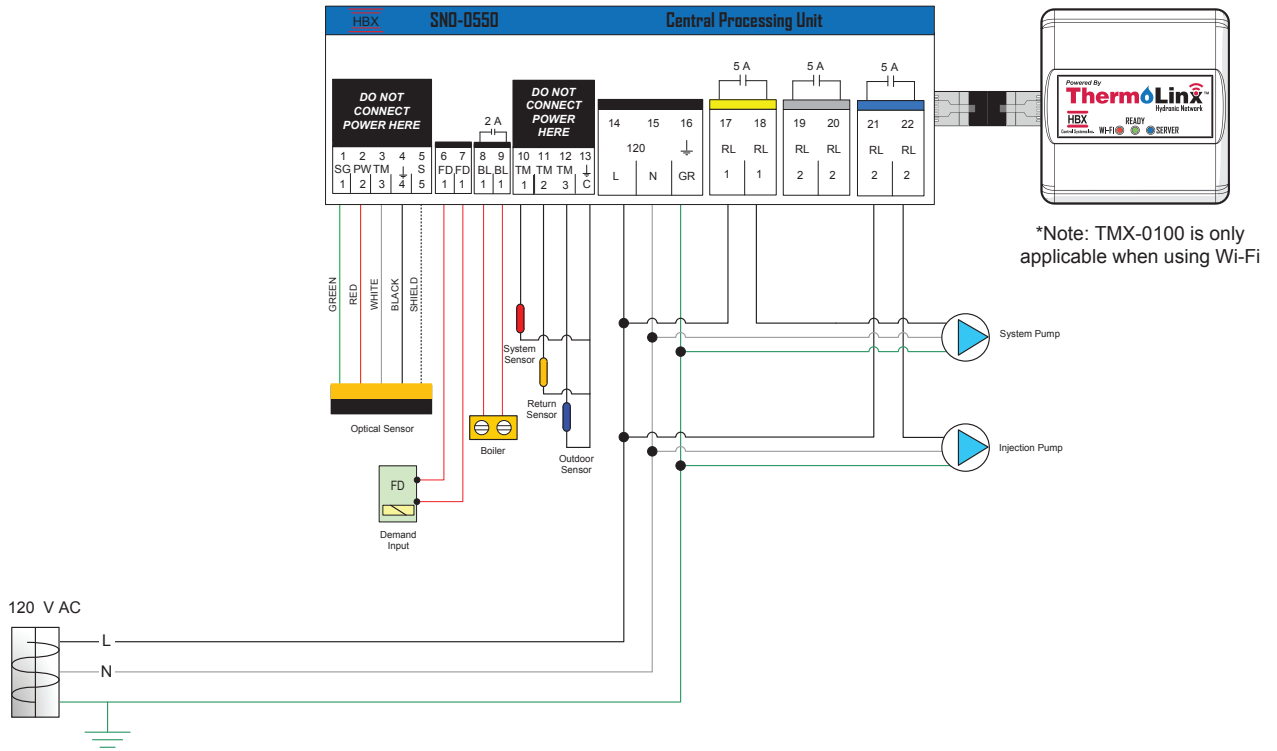 HBX SNO-0550 Central Processing Unit
5 A 5 A 5 A
DO NOT
CONNECT
POWER HERE
2 A
DO NOT
CONNECT
POWER
HERE
1 2 3 4 5 6 7 8 9 10 11 12 13 14 15 16 17 18 19 20 21 22
SG PW TM S FD FD BL BL TM TM TM 120 RL RL RL RL RL RL
1 2 3 4 5 1 1 1 1 1 2 3 C L N GR 1 1 2 2 2 2
Powered By
ThermoLinx™
Hydronic Network
HBX
Control Systems Inc.
READY
WI-FI SERVER
*Note: TMX-0100 is only
applicable when using Wi-Fi
GREEN
RED
WHITE
BLACK
SHIELD
Optical Sensor
FD
Demand
Input
Boiler
System
Sensor
Return
Sensor
Outdoor
Sensor
System Pump
Injection Pump
120 V AC
L
N